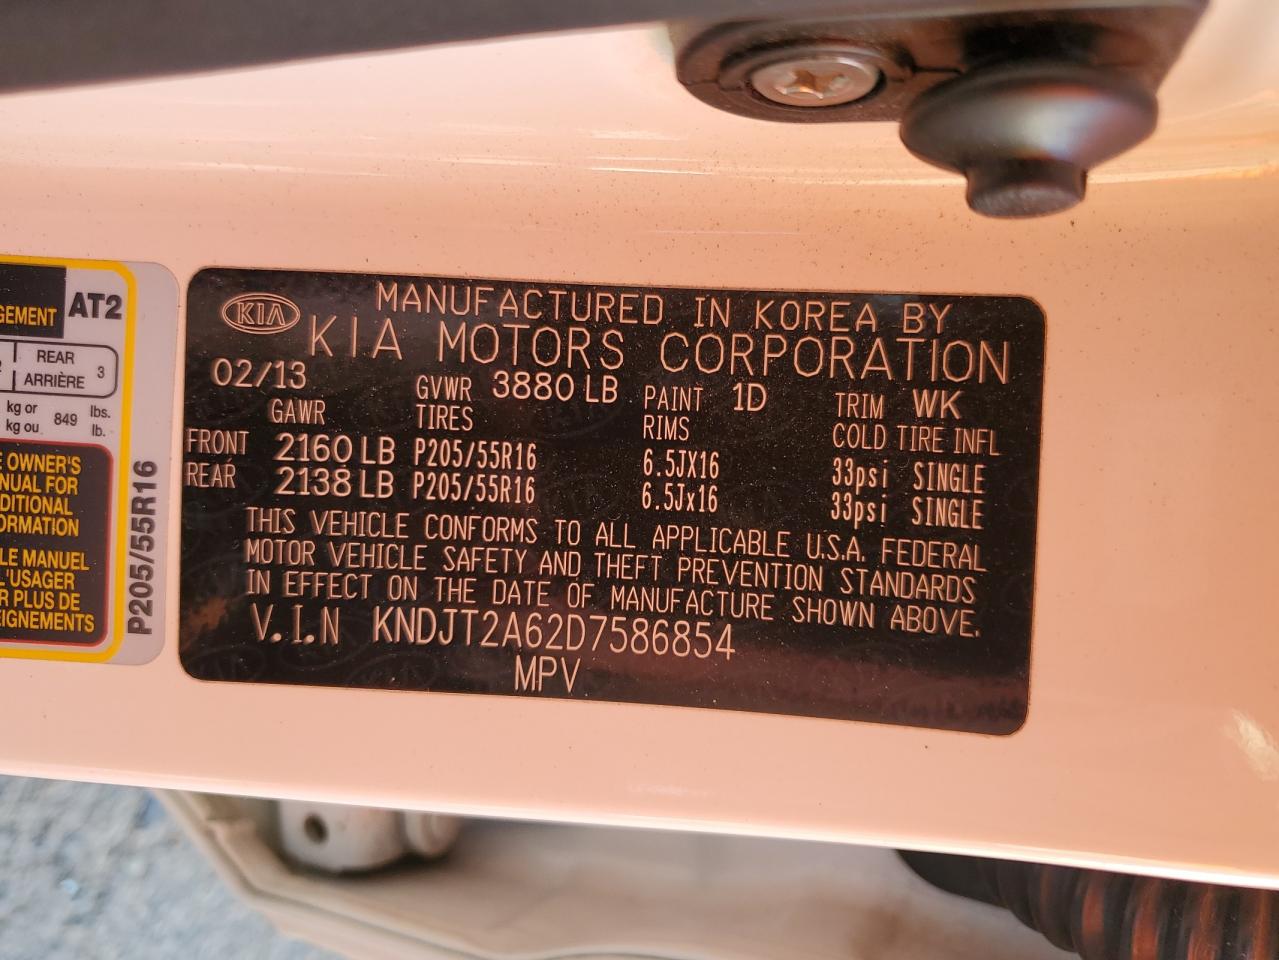 GEMENT
AT2
REAR
ARRIÈRE
3
kg or 849 lbs.
kg ou lb.
E OWNER'S
NUAL FOR
DITIONAL
ORMATION
LE MANUEL
L'USAGER
R PLUS DE
EIGNEMENTS
P205/55R16
KIA
MANUFACTURED IN KOREA BY
KIA MOTORS CORPORATION
02/13 GVWR 3880 LB PAINT 1D TRIM WK
GAWR TIRES RIMS COLD TIRE INFL
FRONT 2160 LB P205/55R16 6.5JX16 33psi SINGLE
REAR 2138 LB P205/55R16 6.5Jx16 33psi SINGLE
THIS VEHICLE CONFORMS TO ALL APPLICABLE U.S.A. FEDERAL
MOTOR VEHICLE SAFETY AND THEFT PREVENTION STANDARDS
IN EFFECT ON THE DATE OF MANUFACTURE SHOWN ABOVE.
V.I.N KNDJT2A62D7586854
MPV